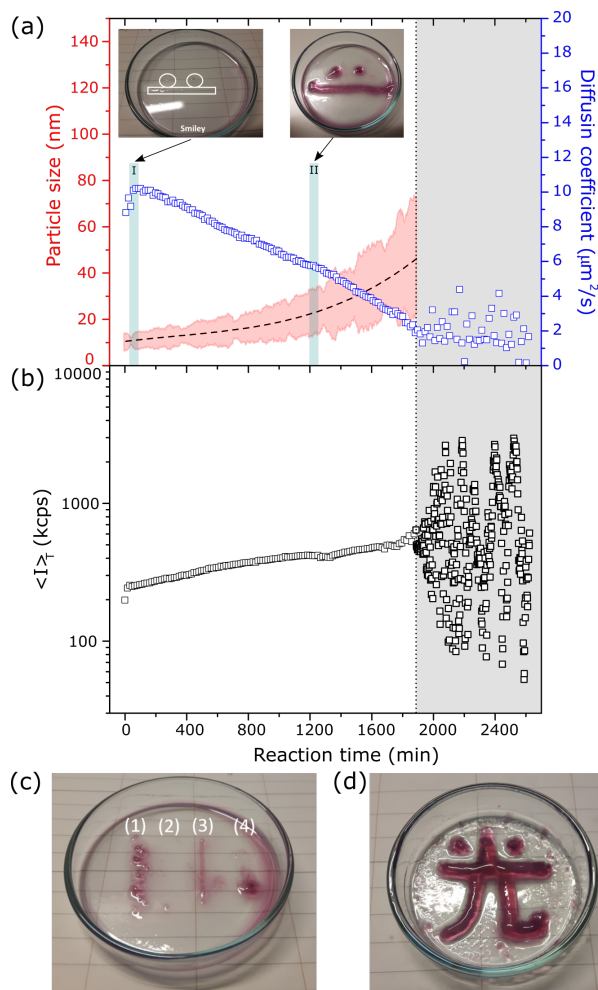 (a)
140
120
100
80
60
40
20
0
Particle size (nm)
Smiley
I
II
20
18
16
14
12
10
8
6
4
2
0
Diffusin coefficient (μm²/s)
(b)
10000
1000
100
<I>T (kcps)
0 400 800 1200 1600 2000 2400
Reaction time (min)
(c)
(1) (2) (3) (4)
(d)
光